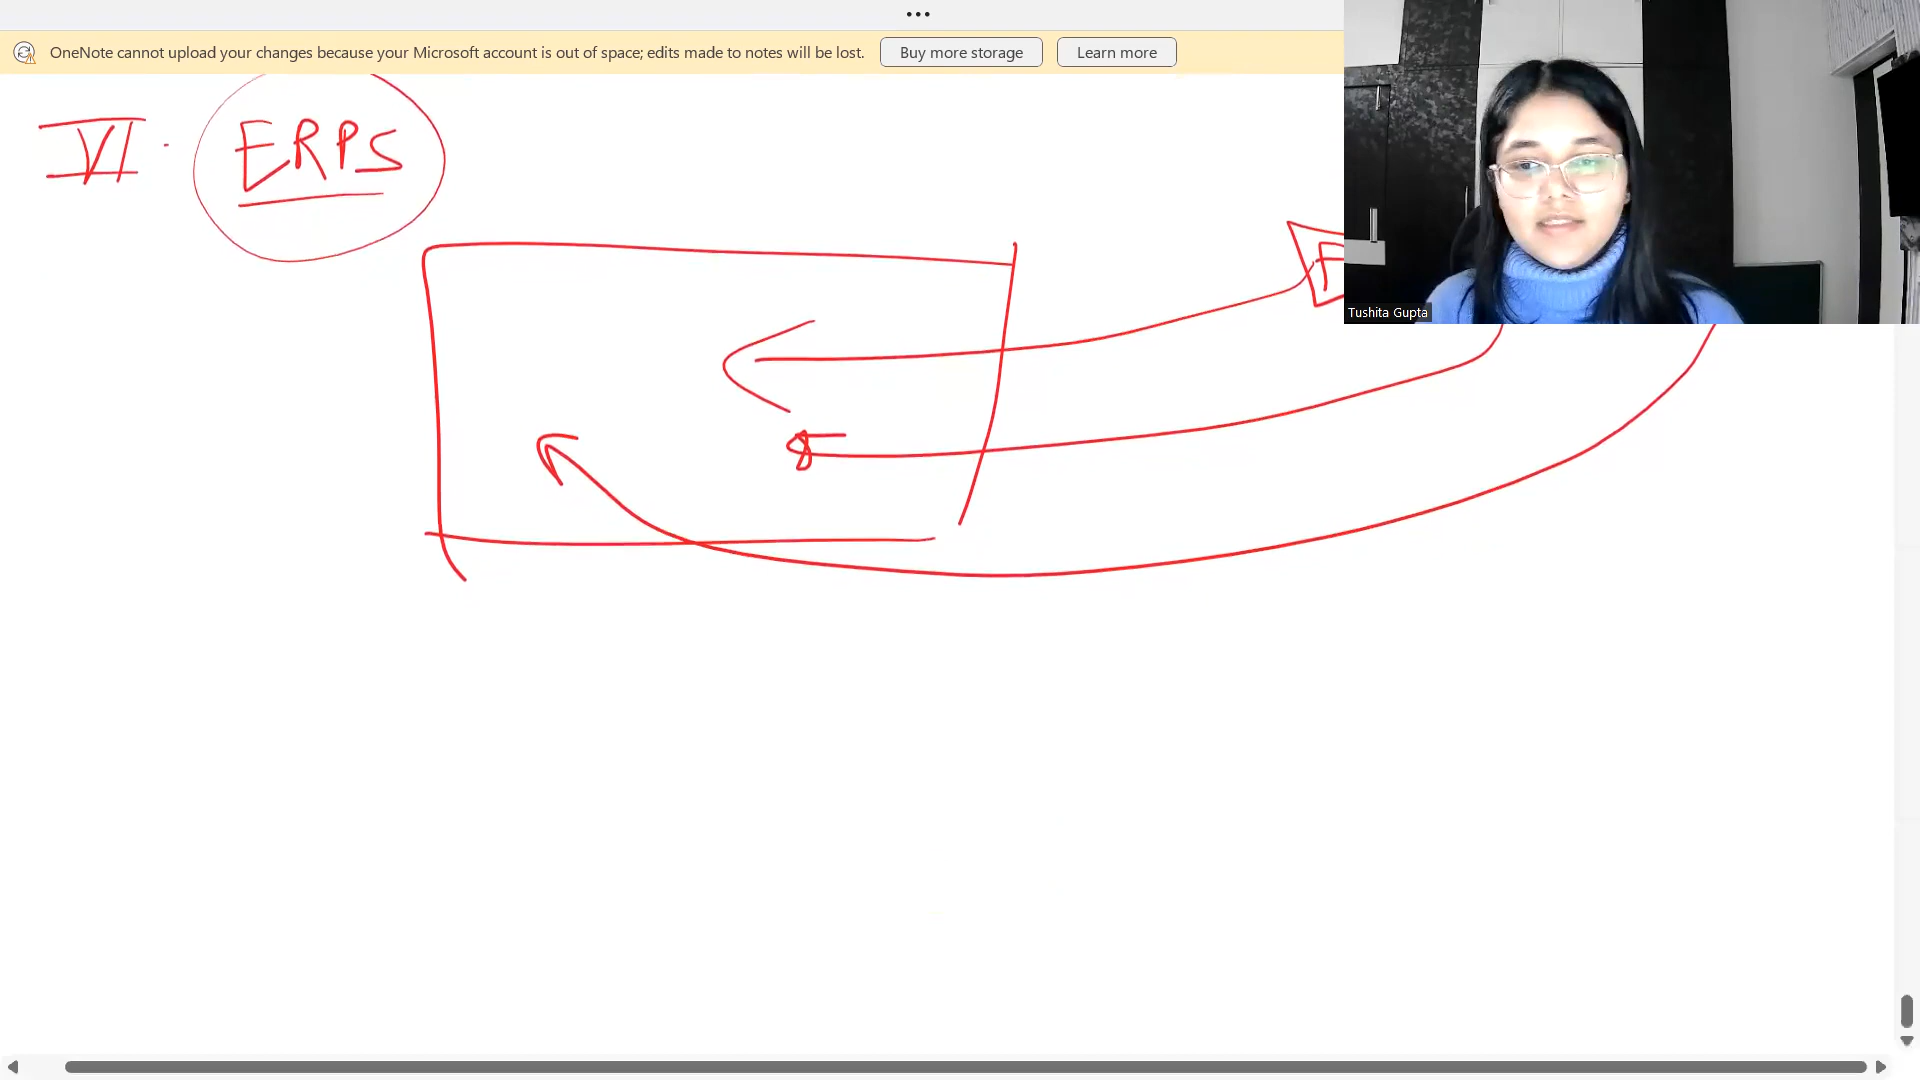 OneNote cannot upload your changes because your Microsoft account is out of space; edits made to notes will be lost.
Buy more storage
Learn more
VI. ERPS
Tushita Gupta